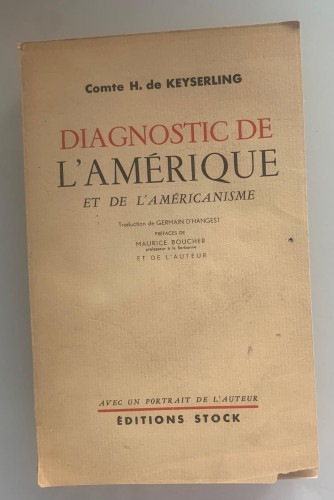 Comte H. de KEYSERLING
DIAGNOSTIC DE
L'AMÉRIQUE
ET DE L'AMÉRICANISME
Traduction de GERMAIN D'HANGEST
PRÉFACES DE
MAURICE BOUCHER
professeur à la Sorbonne
ET DE L'AUTEUR
AVEC UN PORTRAIT DE L'AUTEUR
ÉDITIONS STOCK